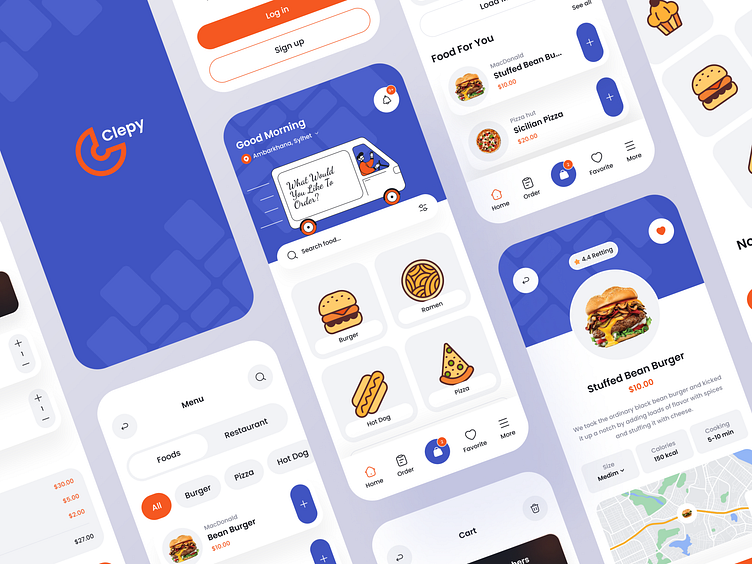 Clepy
$30.00
$5.00
$2.00
$27.00
Log in
Sign up
Good Morning
Ambarkhana, Sylhet
9+
What Would
You Like To
Order?
Search food...
Burger
Ramen
Hot Dog
Pizza
Home
Order
3
Favorite
More
Menu
Foods
Restaurant
All
Burger
Pizza
Hot Dog
MacDonald
Bean Burger
$10.00
See all
Food For You
MacDonald
Stuffed Bean Bu...
$10.00
Pizza hut
Sicilian Pizza
$20.00
Home
Order
3
Favorite
More
Cart
4.4 Retting
Stuffed Bean Burger
$10.00
We took the ordinary black bean burger and kicked
it up a notch by adding loads of flavor with spices
and stuffing it with cheese.
Size
Medim
Calories
150 kcal
Cooking
5-10 min